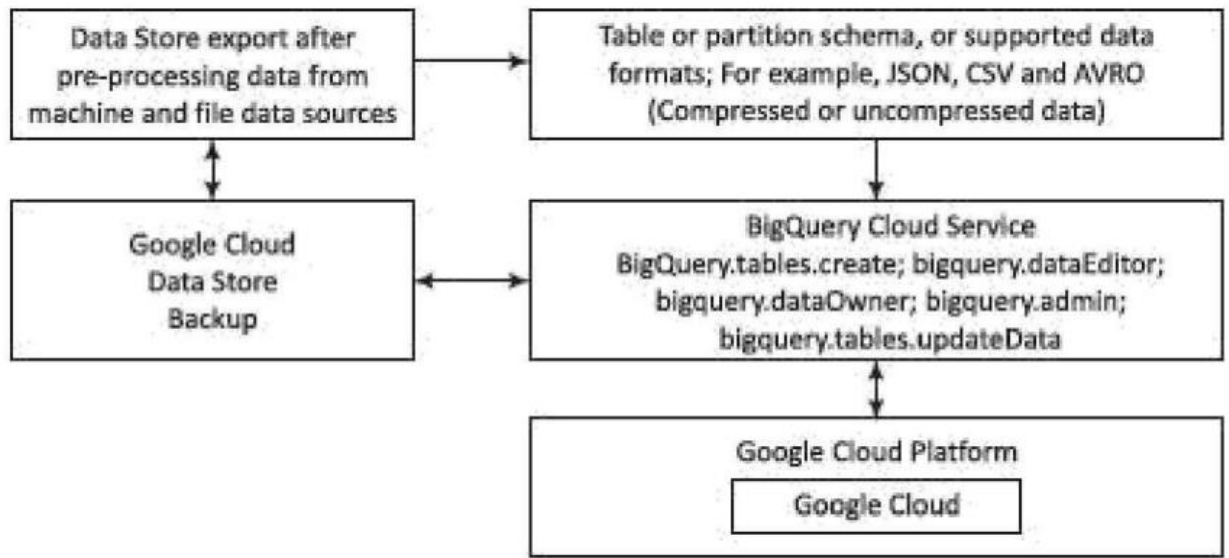 Data Store export after
pre-processing data from
machine and file data sources
Table or partition schema, or supported data
formats; For example, JSON, CSV and AVRO
(Compressed or uncompressed data)
Google Cloud
Data Store
Backup
BigQuery Cloud Service
BigQuery.tables.create; bigquery.dataEditor;
bigquery.dataOwner; bigquery.admin;
bigquery.tables.updateData
Google Cloud Platform
Google Cloud